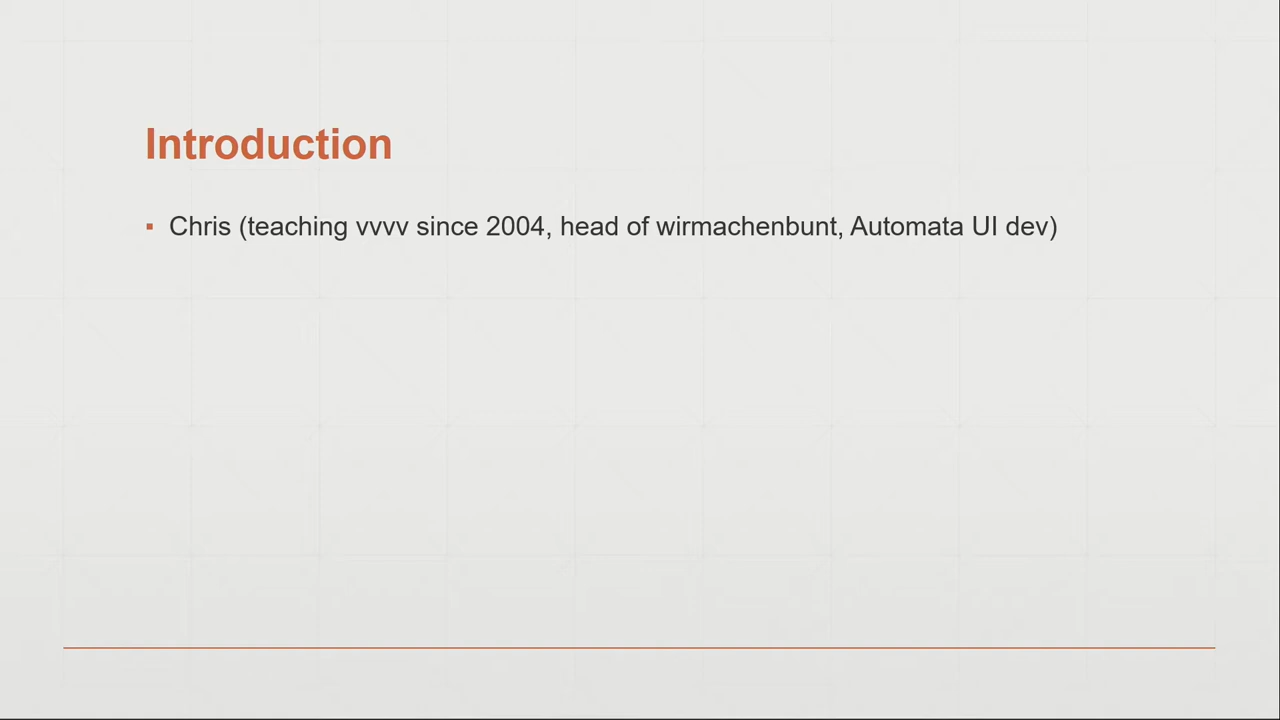 Introduction
▪ Chris (teaching vvvv since 2004, head of wirmachenbunt, Automata UI dev)